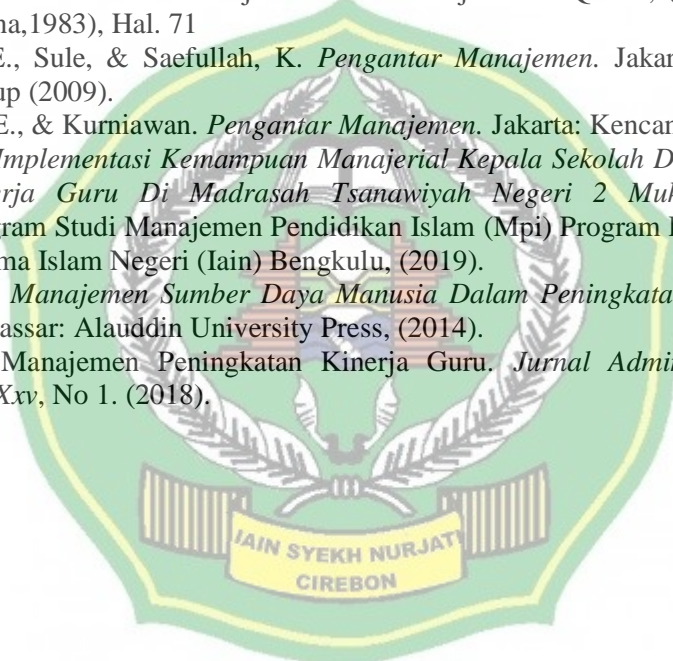 na,1983), Hal. 71
E., Sule, & Saefullah, K. Pengantar Manajemen. Jakar
up (2009).
E., & Kurniawan. Pengantar Manajemen. Jakarta: Kencan
Implementasi Kemampuan Manajerial Kepala Sekolah D
erja Guru Di Madrasah Tsanawiyah Negeri 2 Muk
gram Studi Manajemen Pendidikan Islam (Mpi) Program
ma Islam Negeri (Iain) Bengkulu, (2019).
Manajemen Sumber Daya Manusia Dalam Peningkata
assar: Alauddin University Press, (2014).
Manajemen Peningkatan Kinerja Guru. Jurnal Admi
Xxv, No 1. (2018).
IAIN SYEKH NURJATI
CIREBON